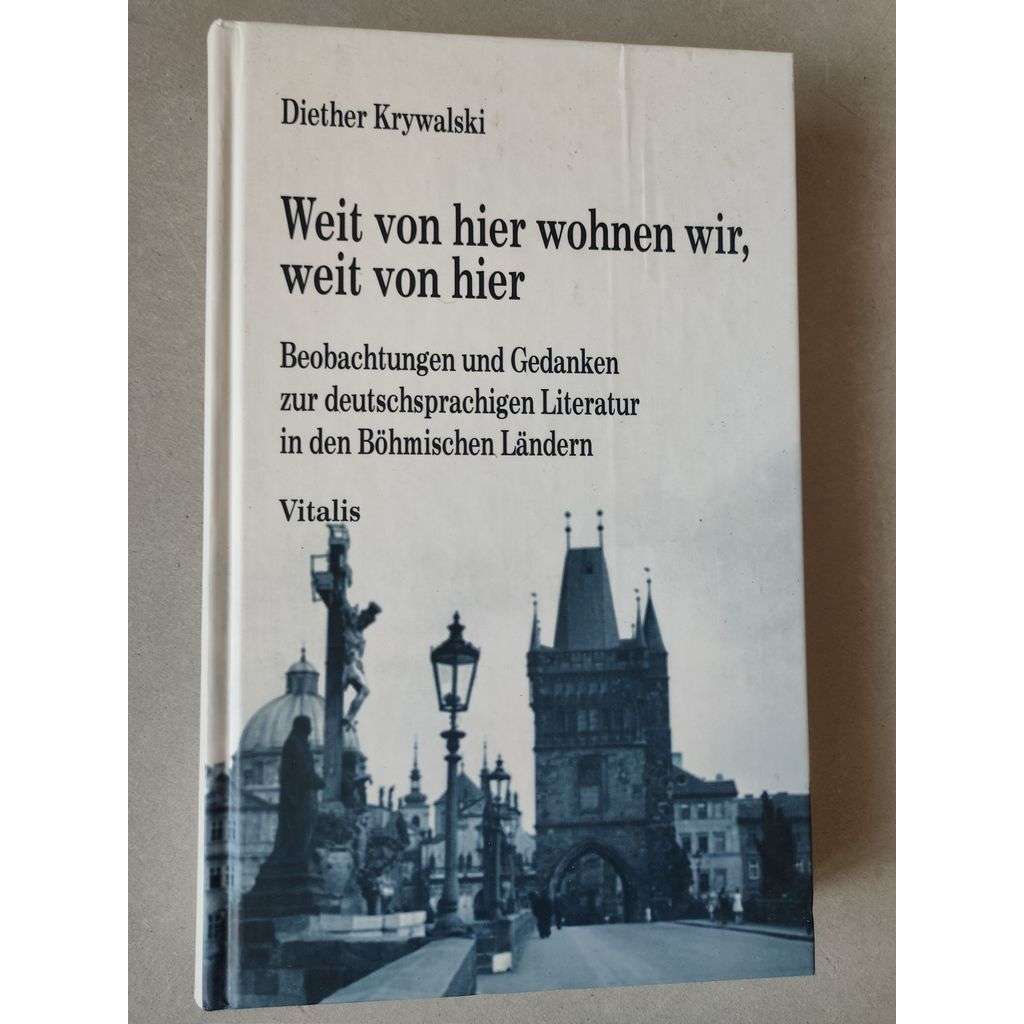 Diether Krywalski
Weit von hier wohnen wir,
weit von hier
Beobachtungen und Gedanken
zur deutschsprachigen Literatur
in den Böhmischen Ländern
Vitalis